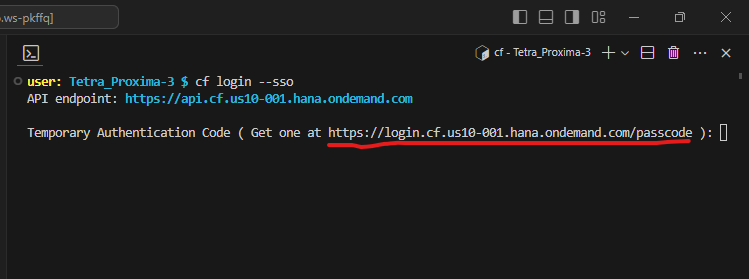 o.ws-pkffq]
cf - Tetra_Proxima-3
user: Tetra_Proxima-3 $ cf login --sso
API endpoint: https://api.cf.us10-001.hana.ondemand.com
Temporary Authentication Code ( Get one at https://login.cf.us10-001.hana.ondemand.com/passcode ):